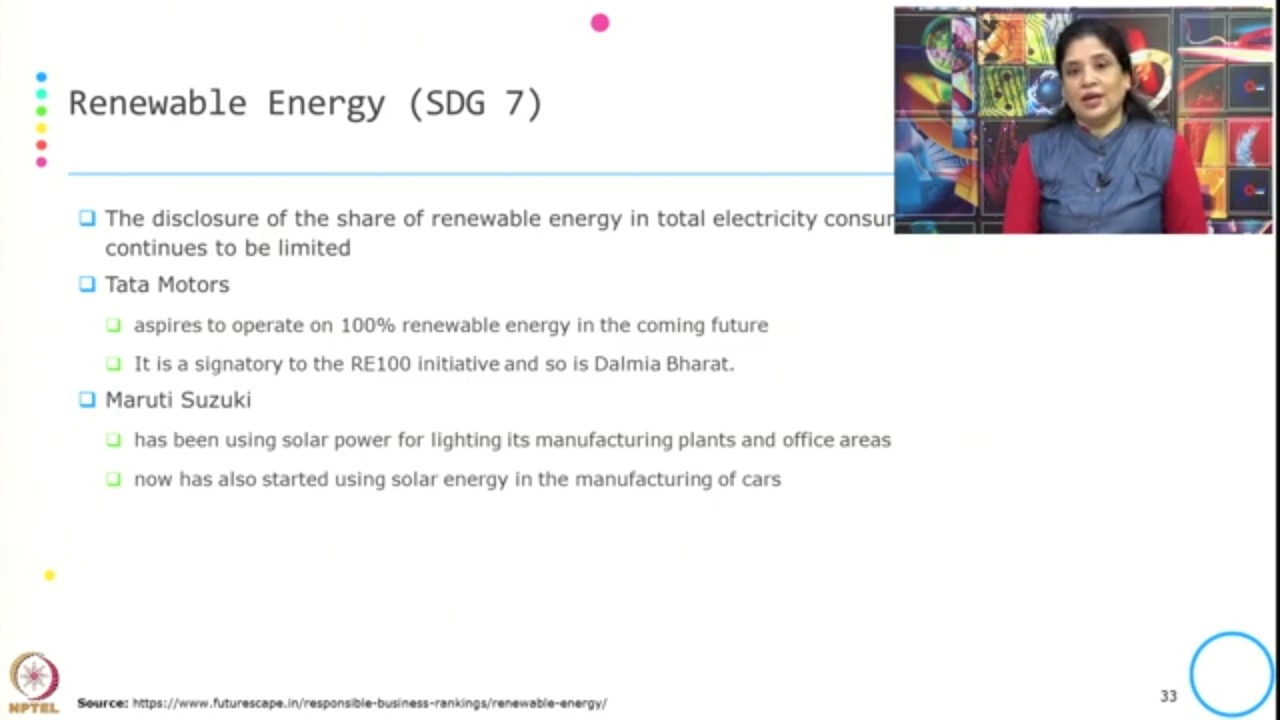 Renewable Energy (SDG 7)
The disclosure of the share of renewable energy in total electricity
continues to be limited
Tata Motors
aspires to operate on 100% renewable energy in the coming future
It is a signatory to the RE100 initiative and so is Dalmia Bharat.
Maruti Suzuki
has been using solar power for lighting its manufacturing plants and office areas
now has also started using solar energy in the manufacturing of cars
NPTEL
Source: https://www.futurescape.in/responsible-business-rankings/renewable-energy/
33